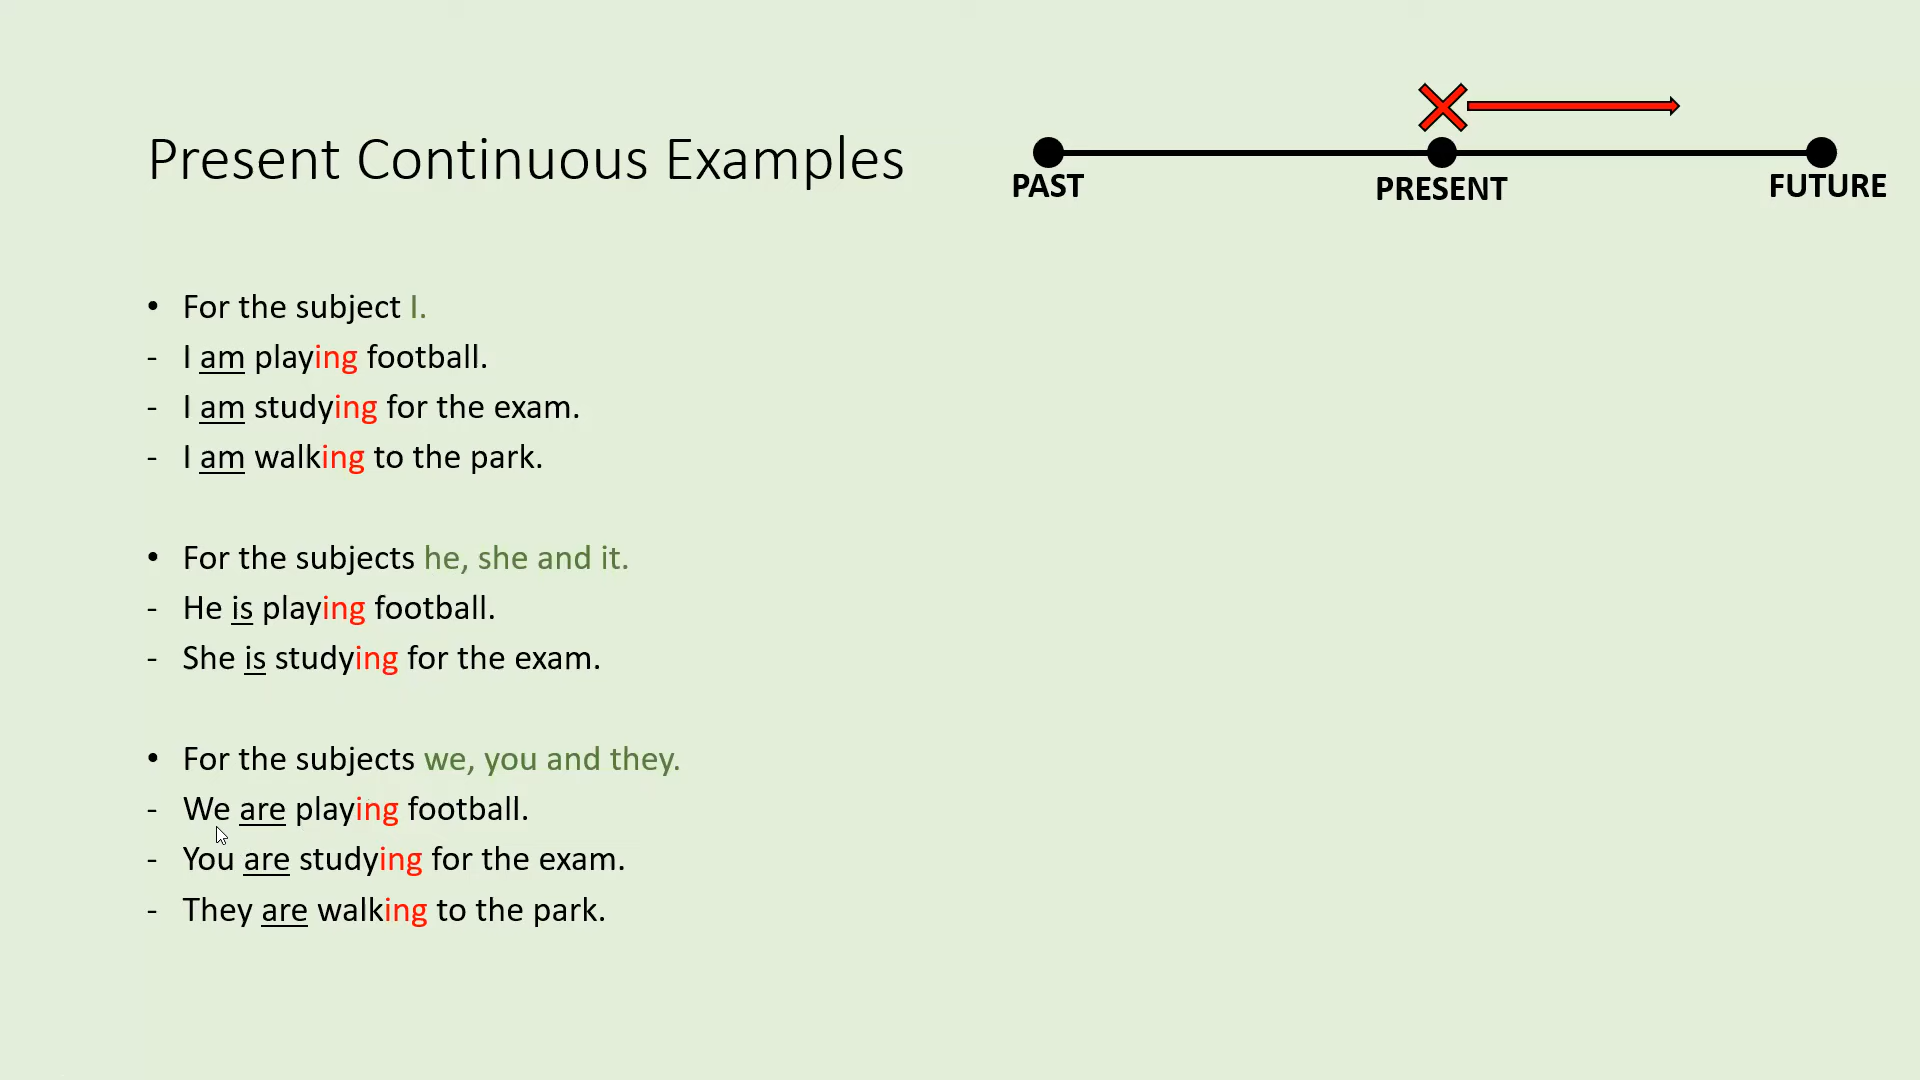 Present Continuous Examples
PAST
PRESENT
FUTURE
• For the subject I.
- I am playing football.
- I am studying for the exam.
- I am walking to the park.
• For the subjects he, she and it.
- He is playing football.
- She is studying for the exam.
• For the subjects we, you and they.
- We are playing football.
- You are studying for the exam.
- They are walking to the park.